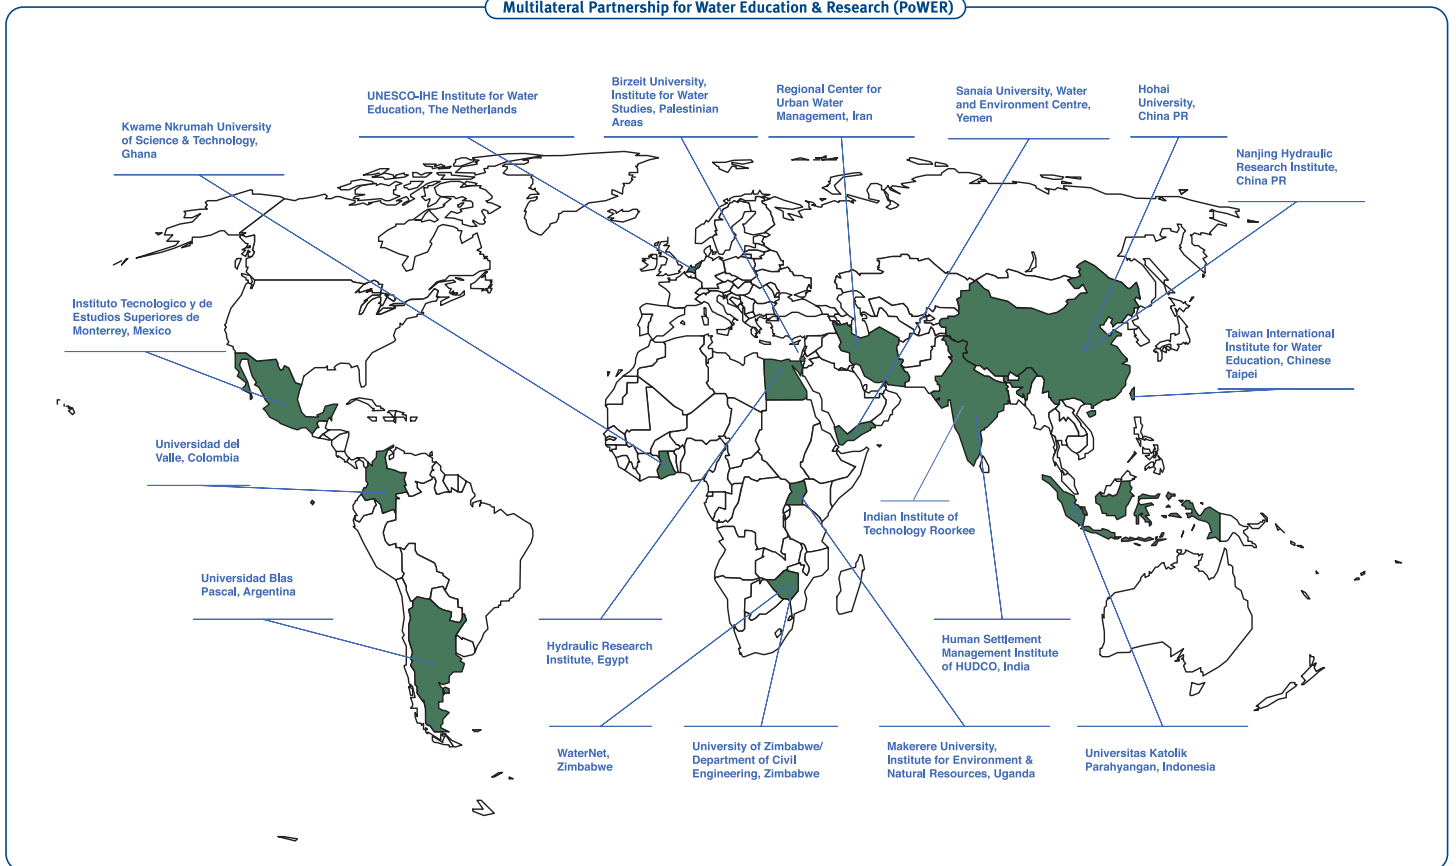 Multilateral Partnership for Water Education & Research (PoWER)
UNESCO-IHE Institute for Water
Education, The Netherlands
Birzeit University,
Institute for Water
Studies, Palestinian
Areas
Regional Center for
Urban Water
Management, Iran
Sanaía University, Water
and Environment Centre,
Yemen
Hohai
University,
China PR
Kwame Nkrumah University
of Science & Technology,
Ghana
Nanjing Hydraulic
Research Institute,
China PR
Instituto Tecnologico y de
Estudios Superiores de
Monterrey, Mexico
Taiwan International
Institute for Water
Education, Chinese
Taipei
Universidad del
Valle, Colombia
Indian Institute of
Technology Roorkee
Universidad Blas
Pascal, Argentina
Hydraulic Research
Institute, Egypt
Human Settlement
Management Institute
of HUDCO, India
WaterNet,
Zimbabwe
University of Zimbabwe/
Department of Civil
Engineering, Zimbabwe
Makerere University,
Institute for Environment &
Natural Resources, Uganda
Universitas Katolik
Parahyangan, Indonesia